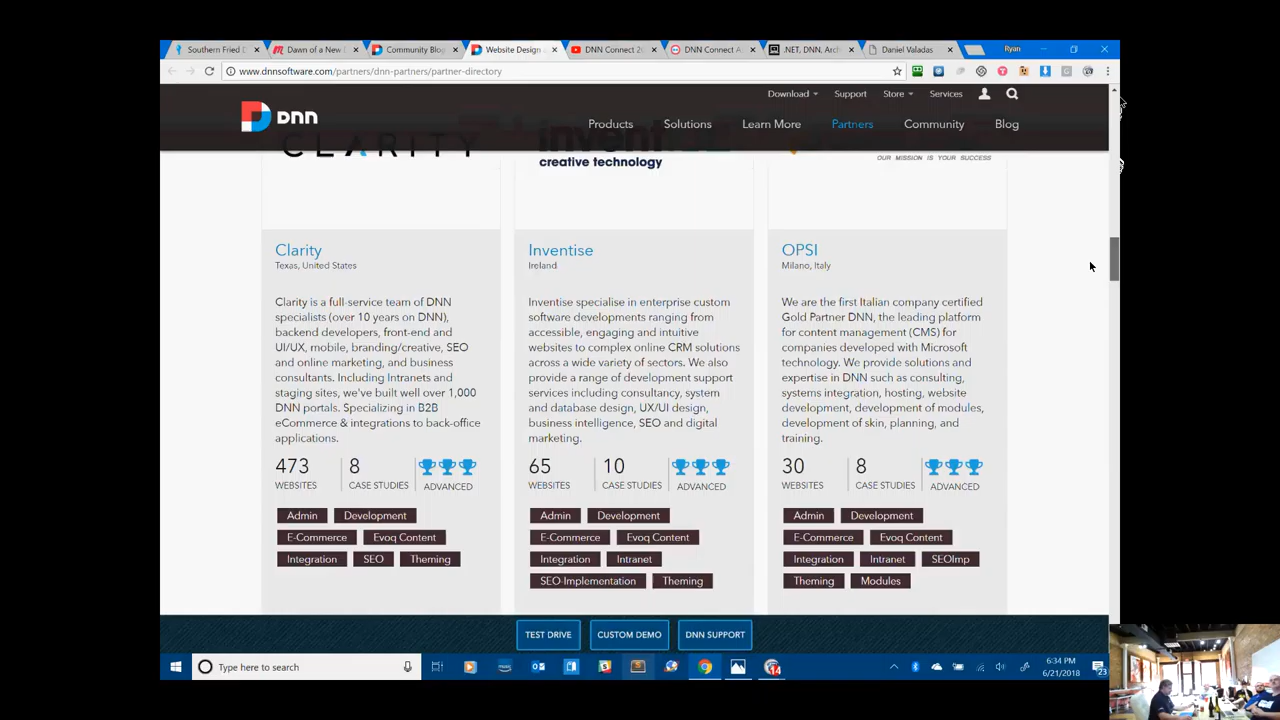 Southern Fried D
Dawn of a New D
Community Blog
Website Design
DNN Connect 20
DNN Connect A
.NET, DNN, Arch
Daniel Valadas
Ryan
www.dnnsoftware.com/partners/dnn-partners/partner-directory
Download
Support
Store
Services
DNN
Products
Solutions
Learn More
Partners
Community
Blog
CLARITY
creative technology
OUR MISSION IS YOUR SUCCESS
Clarity
Texas, United States
Clarity is a full-service team of DNN
specialists (over 10 years on DNN),
backend developers, front-end and
UI/UX, mobile, branding/creative, SEO
and online marketing, and business
consultants. Including Intranets and
staging sites, we've built well over 1,000
DNN portals. Specializing in B2B
eCommerce & integrations to back-office
applications.
473
8
WEBSITES
CASE STUDIES
ADVANCED
Admin
Development
E-Commerce
Evoq Content
Integration
SEO
Theming
Inventise
Ireland
Inventise specialise in enterprise custom
software developments ranging from
accessible, engaging and intuitive
websites to complex online CRM solutions
across a wide variety of sectors. We also
provide a range of development support
services including consultancy, system
and database design, UX/UI design,
business intelligence, SEO and digital
marketing.
65
10
WEBSITES
CASE STUDIES
ADVANCED
Admin
Development
E-Commerce
Evoq Content
Integration
Intranet
SEO-Implementation
Theming
OPSI
Milano, Italy
We are the first Italian company certified
Gold Partner DNN, the leading platform
for content management (CMS) for
companies developed with Microsoft
technology. We provide solutions and
expertise in DNN such as consulting,
systems integration, hosting, website
development, development of modules,
development of skin, planning, and
training.
30
8
WEBSITES
CASE STUDIES
ADVANCED
Admin
Development
E-Commerce
Evoq Content
Integration
Intranet
SEOImp
Theming
Modules
TEST DRIVE
CUSTOM DEMO
DNN SUPPORT
Type here to search
6:34 PM
6/21/2018
23